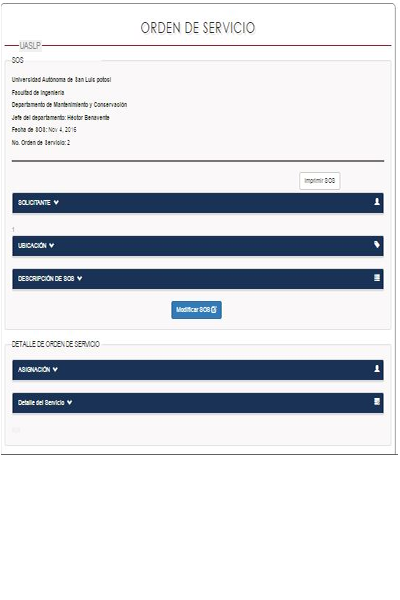 ORDEN DE SERVICIO
UASLP
SOS
Universidad Autónoma de San Luis potosí
Facultad de Ingeniería
Departamento de Mantenimiento y Conservación
Jefe del departamento: Héctor Benavente
Fecha de SOS: Nov 4, 2015
No. Orden de Servicio: 2
Imprimir SOS
SOLICITANTE
1
UBICACIÓN
DESCRIPCIÓN DE SOS
Modificar SOS
DETALLE DE ORDEN DE SERVICIO
ASIGNACIÓN
Detalle del Servicio